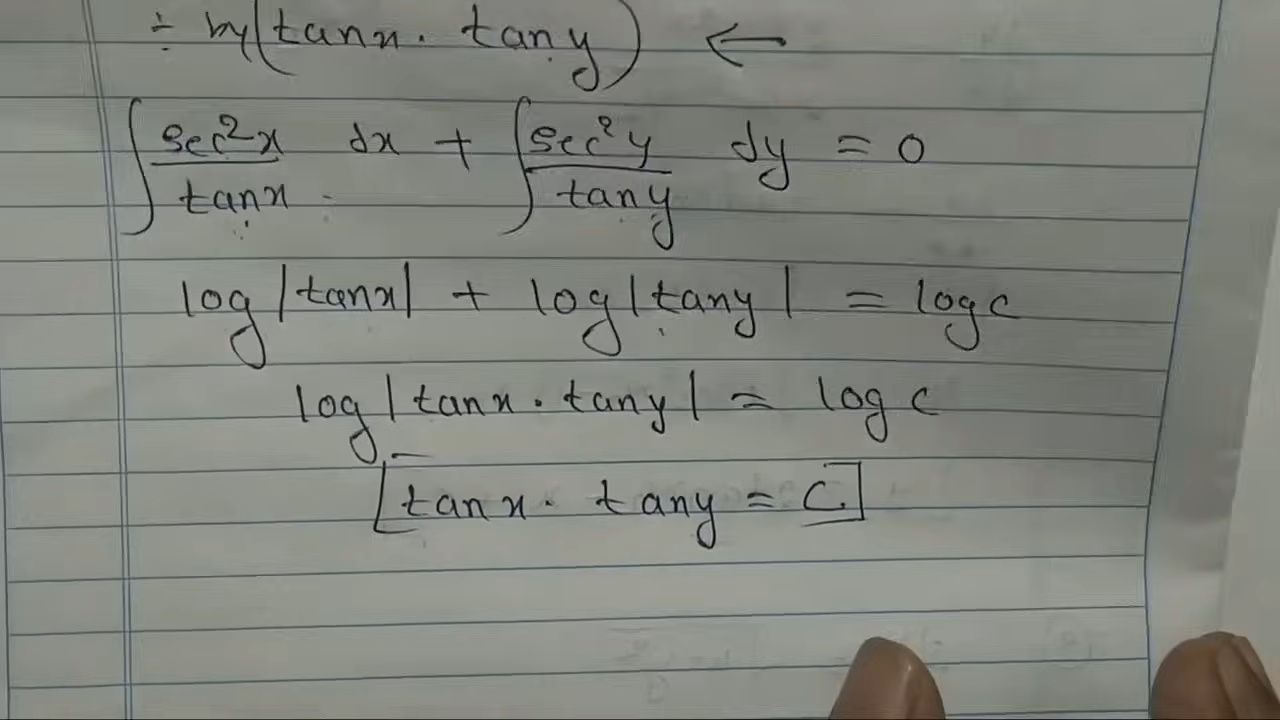 ÷ by (tanx. tany) ←
∫ sec²x/tanx dx + ∫ sec²y/tany dy = 0
log |tanx| + log |tany| = log c
log |tanx . tany| = log c
[tanx. tany = C.]